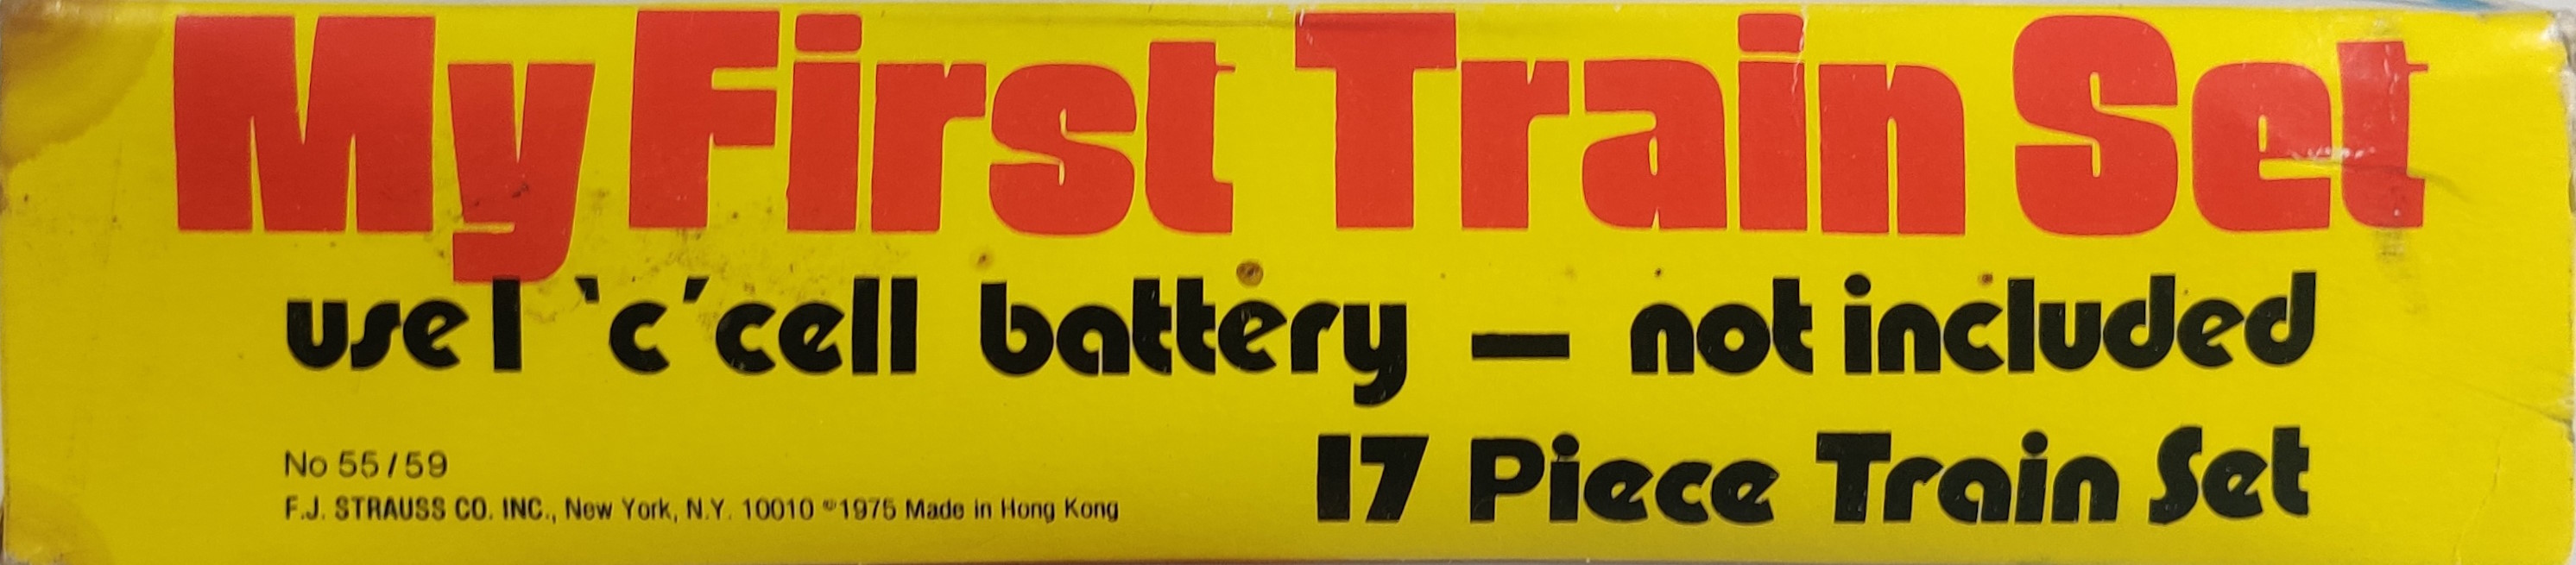 My First Train Set
use 1 'c' cell battery — not included
17 Piece Train Set
No 55/59
F.J. STRAUSS CO. INC., New York, N.Y. 10010 ©1975 Made in Hong Kong